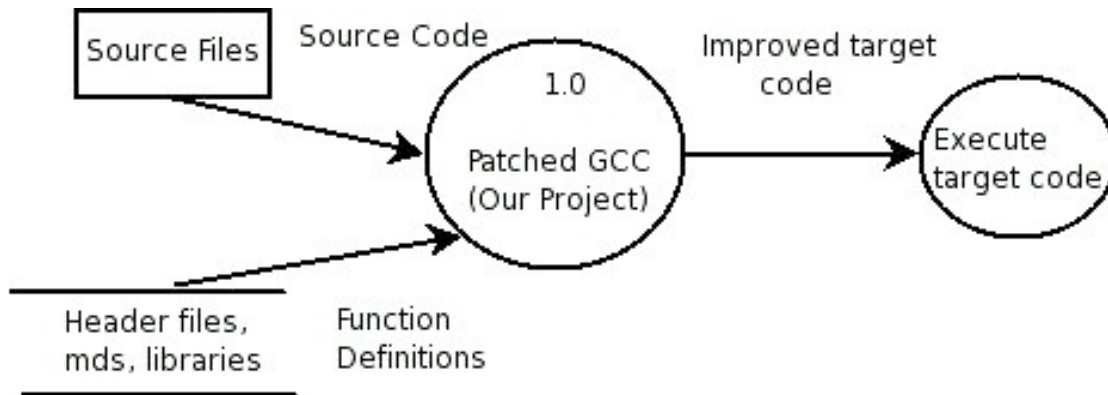 Source Files
Source Code
1.0
Patched GCC
(Our Project)
Improved target
code
Execute
target code
Header files,
mds, libraries
Function
Definitions